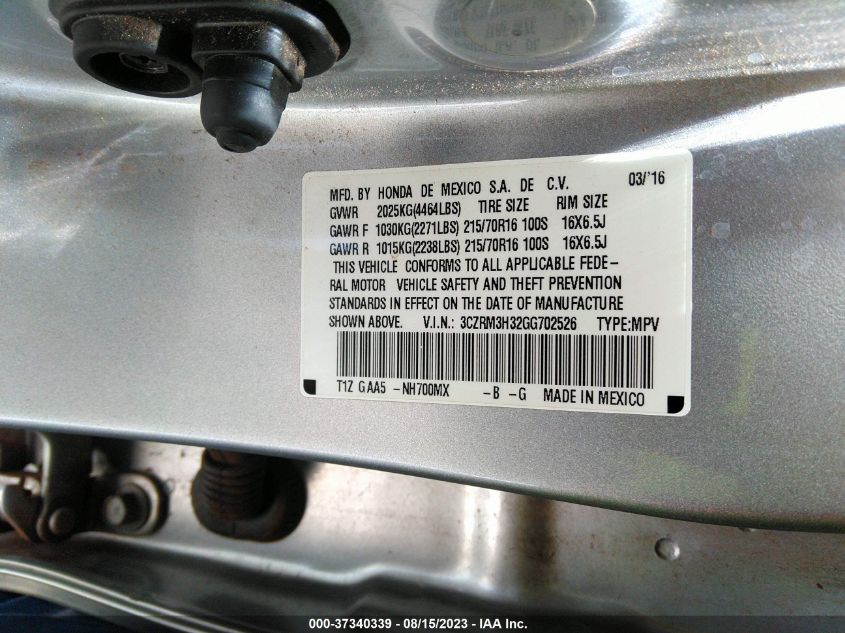 MFD. BY HONDA DE MEXICO S.A. DE C.V. 03/'16
GVWR 2025KG(4464LBS) TIRE SIZE RIM SIZE
GAWR F 1030KG(2271LBS) 215/70R16 100S 16X6.5J
GAWR R 1015KG(2238LBS) 215/70R16 100S 16X6.5J
THIS VEHICLE CONFORMS TO ALL APPLICABLE FEDE-
RAL MOTOR VEHICLE SAFETY AND THEFT PREVENTION
STANDARDS IN EFFECT ON THE DATE OF MANUFACTURE
SHOWN ABOVE. V.I.N.: 3CZRM3H32GG702526 TYPE:MPV
T1Z GAA5 -NH700MX -B -G MADE IN MEXICO
000-37340339 - 08/15/2023 - IAA Inc.